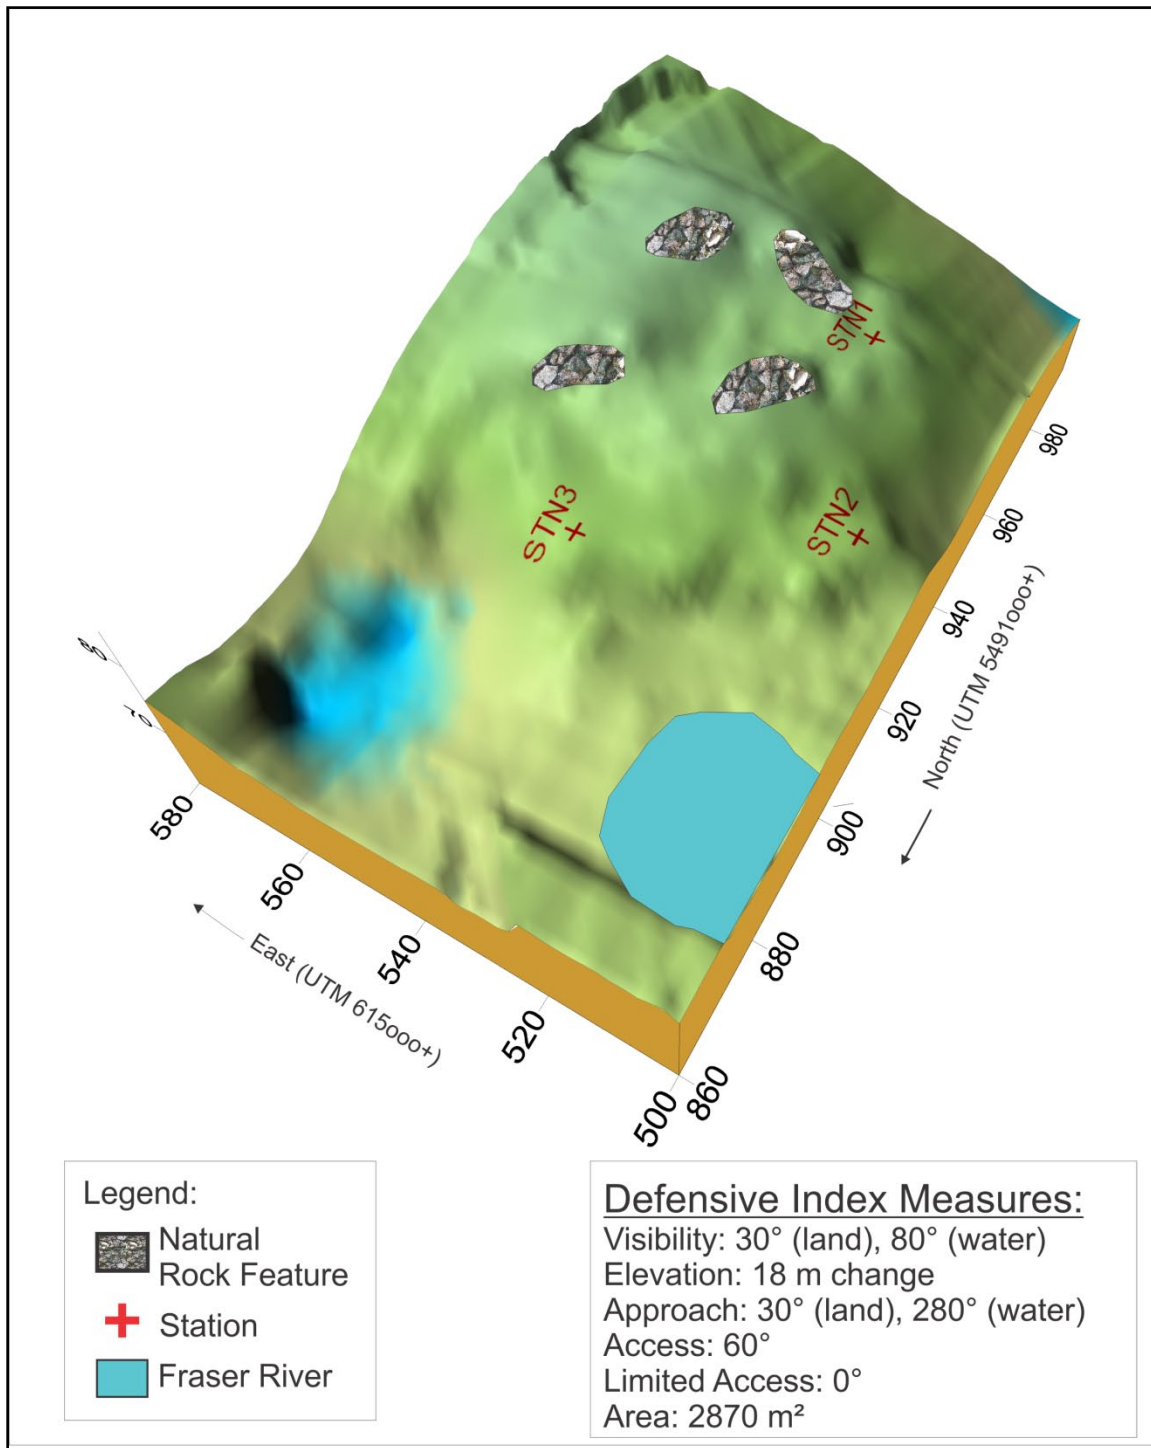 STN1
STN2
STN3
980
960
940
920
900
880
860
North (UTM 5491ooo+)
80
70
580
560
540
520
500
East (UTM 615ooo+)
Legend:
Natural
Rock Feature
Station
Fraser River
Defensive Index Measures:
Visibility: 30° (land), 80° (water)
Elevation: 18 m change
Approach: 30° (land), 280° (water)
Access: 60°
Limited Access: 0°
Area: 2870 m²